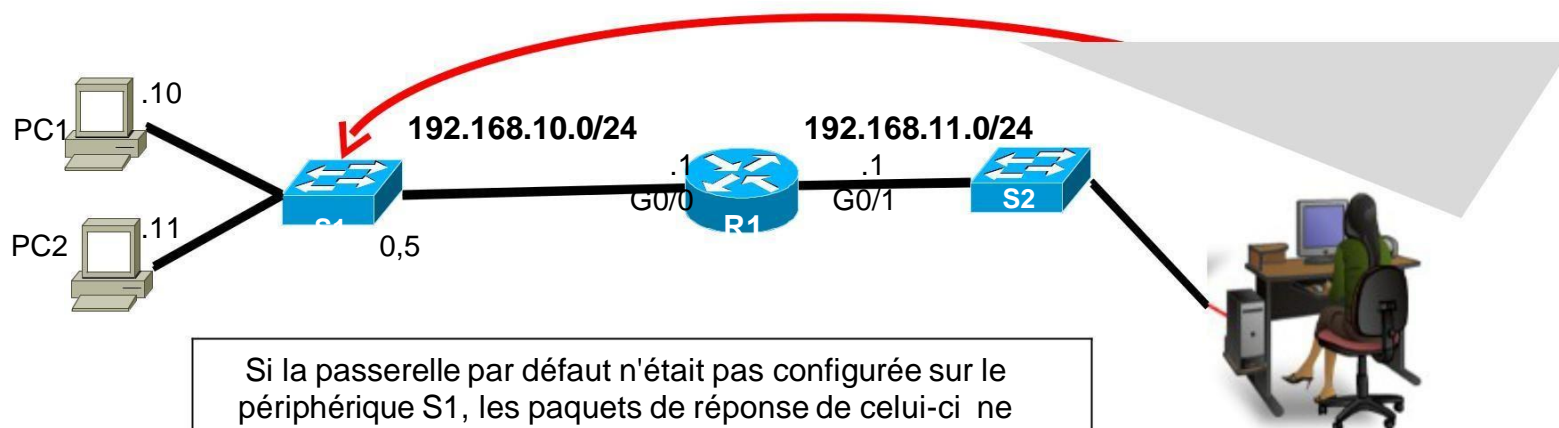 .10
PC1
192.168.10.0/24
192.168.11.0/24
.1
.1
G0/0
G0/1
S2
R1
.11
PC2
0,5
Si la passerelle par défaut n'était pas configurée sur le
périphérique S1, les paquets de réponse de celui-ci ne